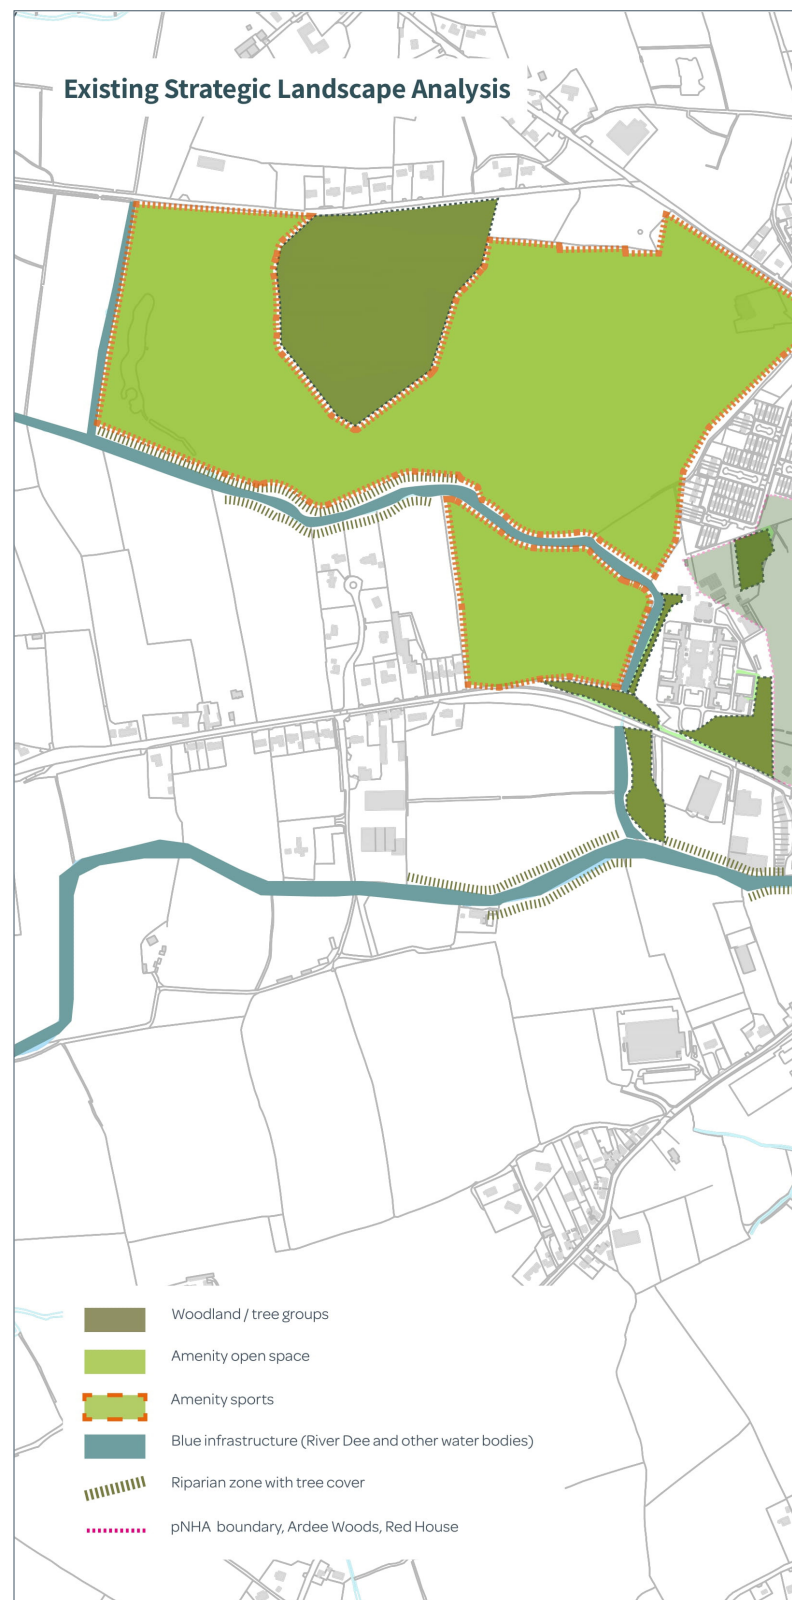 Existing Strategic Landscape Analysis
Woodland / tree groups
Amenity open space
Amenity sports
Blue infrastructure (River Dee and other water bodies)
Riparian zone with tree cover
pNHA boundary, Ardee Woods, Red House